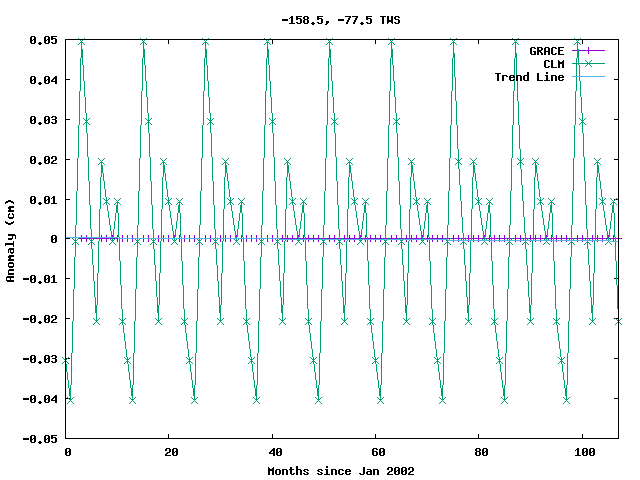 -158.5, -77.5 TWS
GRACE
CLM
Trend Line
0.05
0.04
0.03
0.02
0.01
0
-0.01
-0.02
-0.03
-0.04
-0.05
Anomaly (cm)
0 20 40 60 80 100
Months since Jan 2002